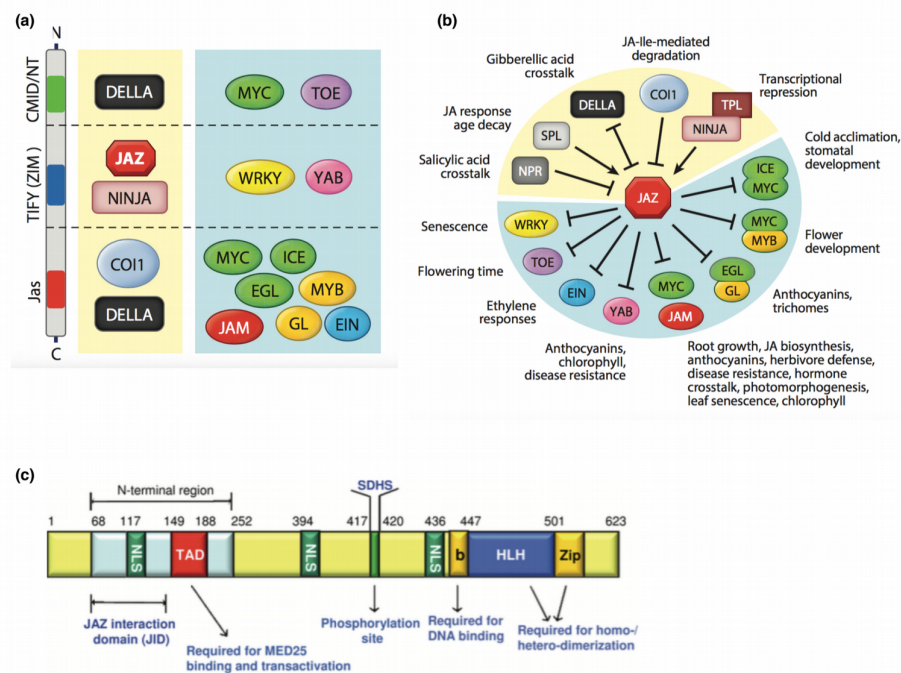 (a)
N
CMID/NT
DELLA
MYC
TOE
TIFY (ZIM )
JAZ
NINJA
WRKY
YAB
Jas
COI1
DELLA
MYC
ICE
EGL
MYB
JAM
GL
EIN
C
(b)
JA-Ile-mediated
degradation
Gibberellic acid
crosstalk
Transcriptional
repression
JA response
age decay
Salicylic acid
crosstalk
Cold acclimation,
stomatal
development
DELLA
COI1
TPL
NINJA
SPL
NPR
JAZ
ICE
MYC
MYC
MYB
Flower
development
Senescence
WRKY
Flowering time
TOE
Ethylene
responses
EIN
YAB
MYC
JAM
EGL
GL
Anthocyanins,
trichomes
Anthocyanins,
chlorophyll,
disease resistance
Root growth, JA biosynthesis,
anthocyanins, herbivore defense,
disease resistance, hormone
crosstalk, photomorphogenesis,
leaf senescence, chlorophyll
(c)
N-terminal region
SDHS
1 68 117 149 188 252 394 417 420 436 447 501 623
NLS TAD NLS NLS b HLH Zip
JAZ interaction
domain (JID)
Required for MED25
binding and transactivation
Phosphorylation
site
Required for
DNA binding
Required for homo-/
hetero-dimerization